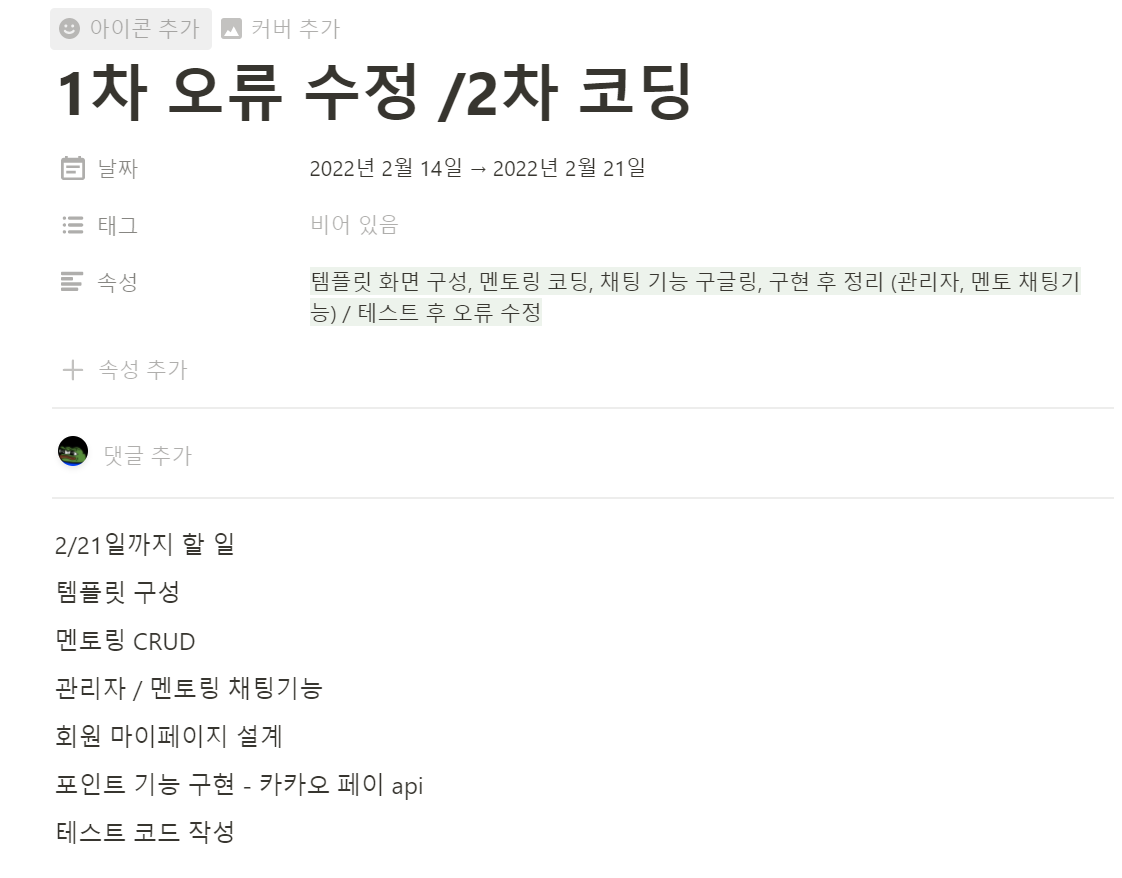 아이콘 추가 커버 추가
1차 오류 수정 /2차 코딩
날짜 2022년 2월 14일 → 2022년 2월 21일
태그 비어 있음
속성 템플릿 화면 구성, 멘토링 코딩, 채팅 기능 구글링, 구현 후 정리 (관리자, 멘토 채팅기
능) / 테스트 후 오류 수정
속성 추가
댓글 추가
2/21일까지 할 일
템플릿 구성
멘토링 CRUD
관리자 / 멘토링 채팅기능
회원 마이페이지 설계
포인트 기능 구현 - 카카오 페이 api
테스트 코드 작성